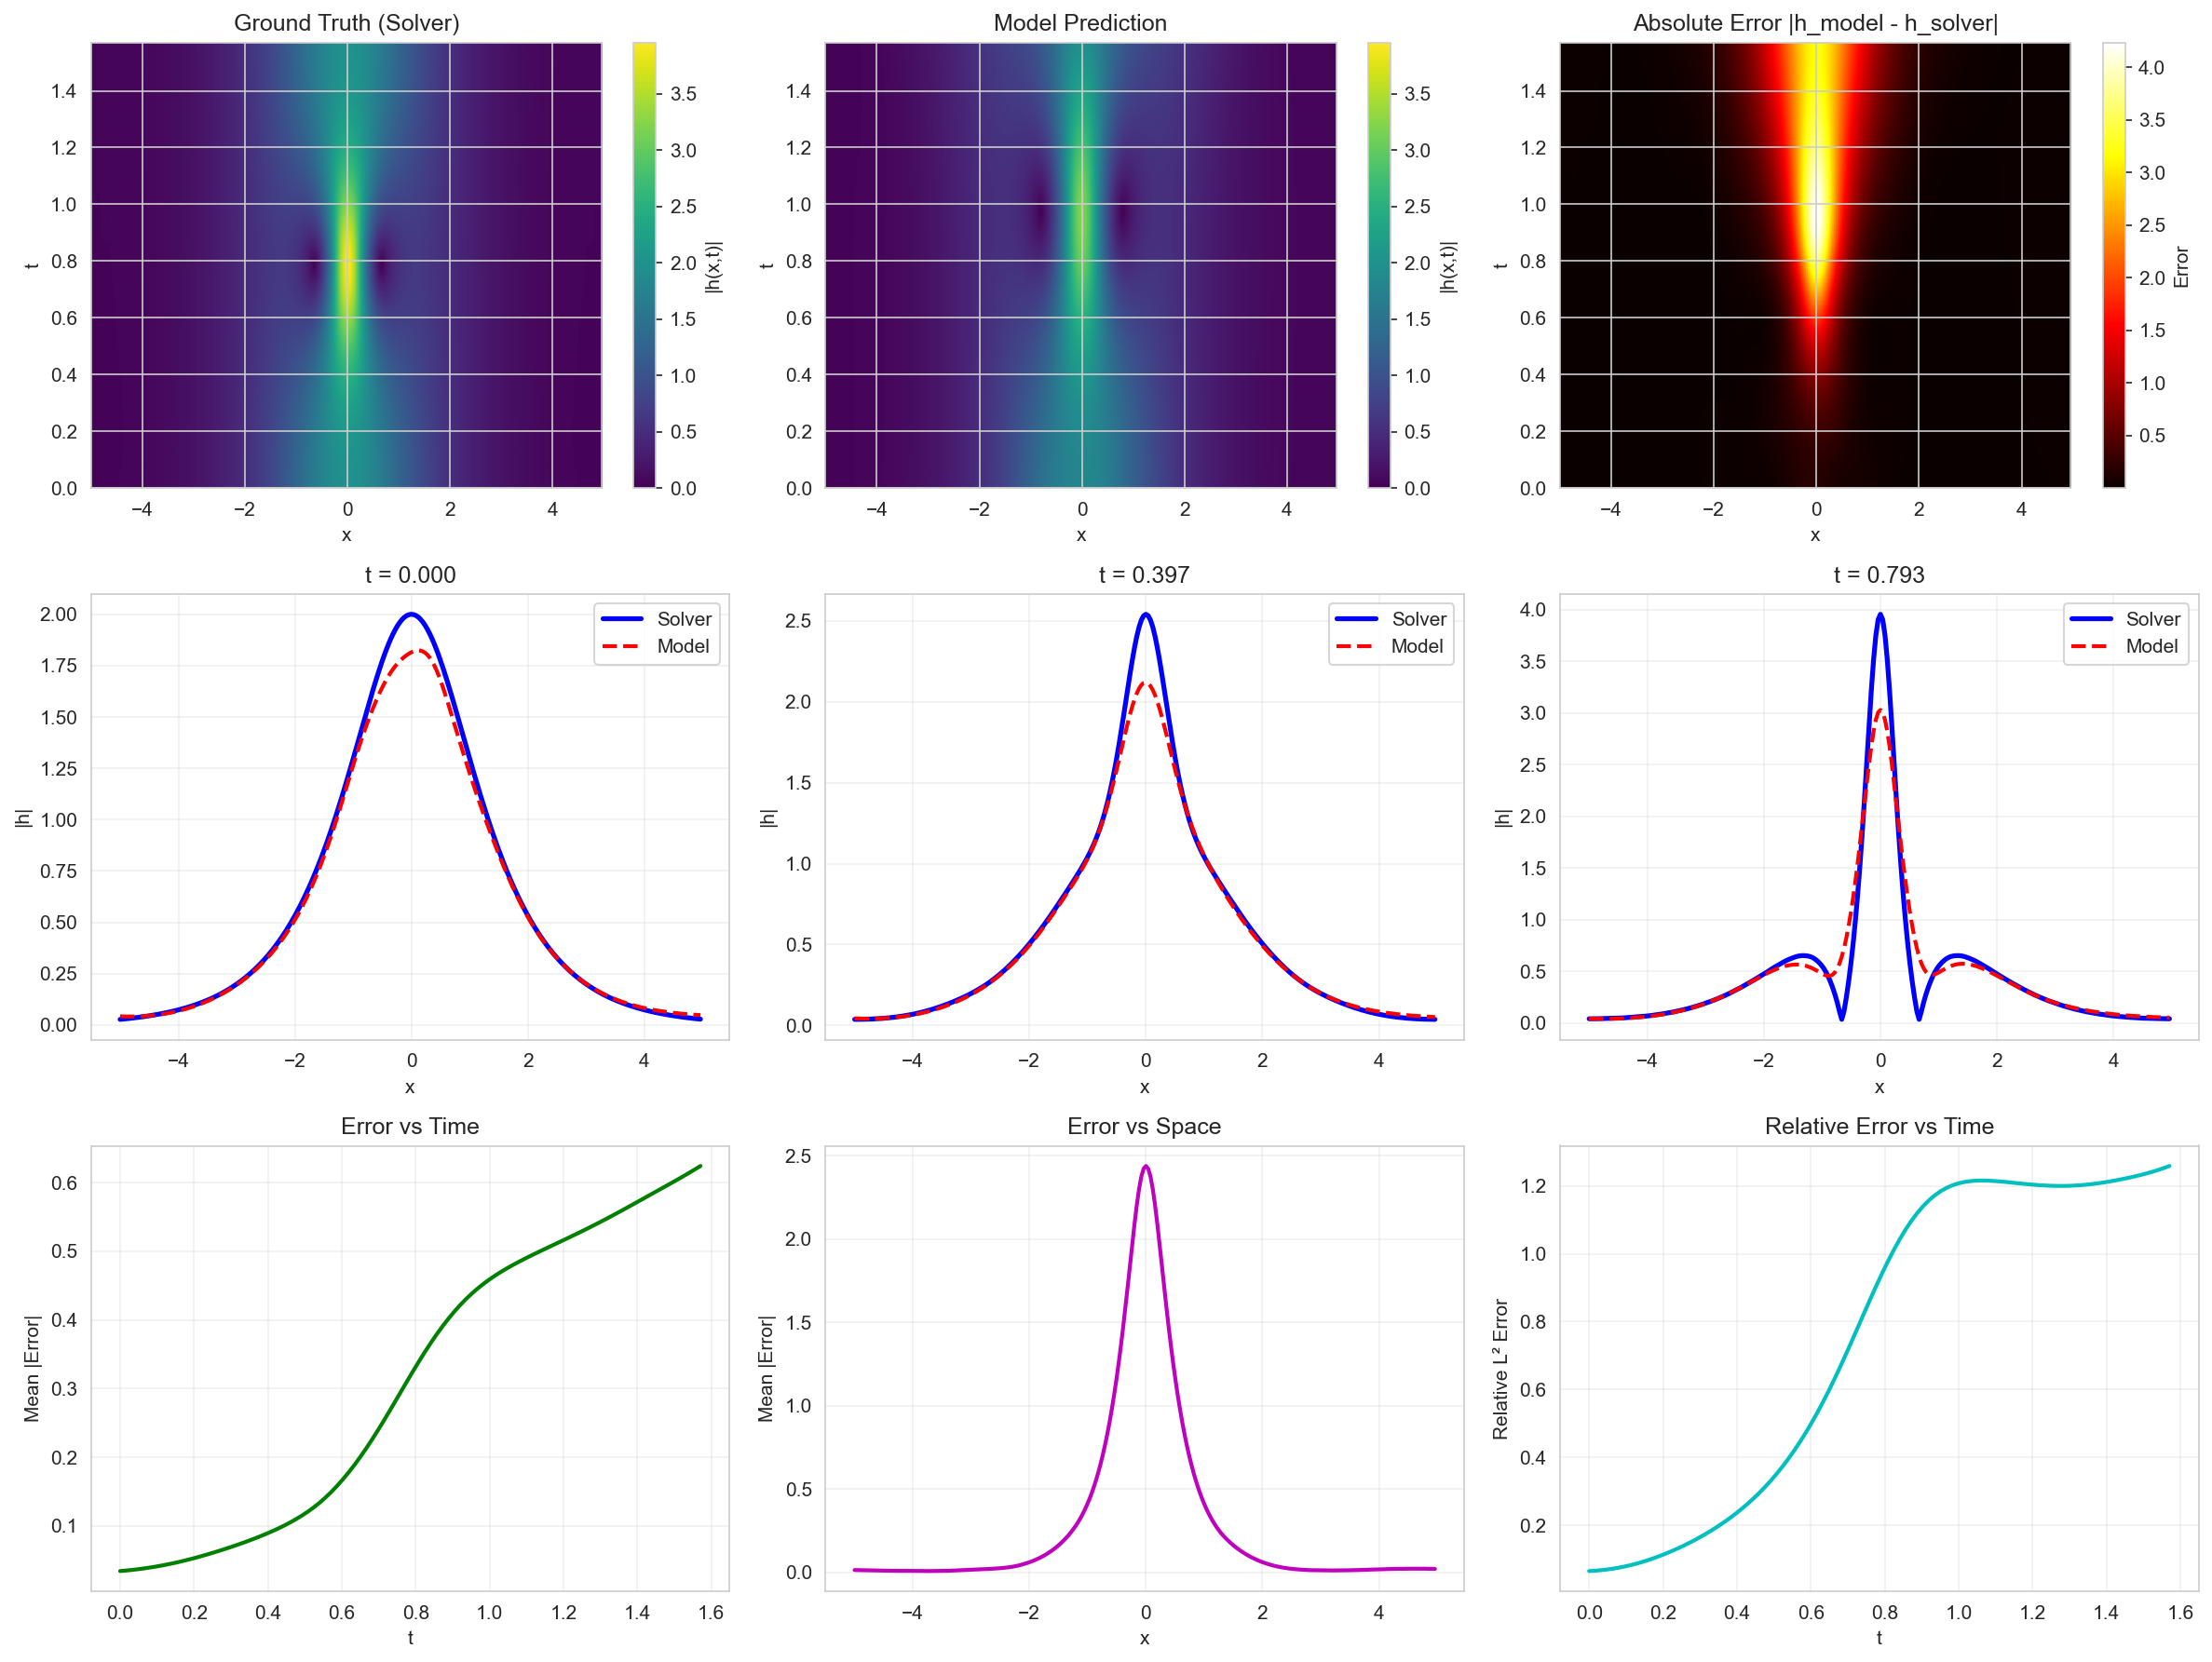 Ground Truth (Solver)
Model Prediction
Absolute Error |h_model - h_solver|
t
1.4
1.2
1.0
0.8
0.6
0.4
0.2
0.0
−4 −2 0 2 4
x
3.5
3.0
2.5
2.0
1.5
1.0
0.5
0.0
|h(x,t)|
t
1.4
1.2
1.0
0.8
0.6
0.4
0.2
0.0
−4 −2 0 2 4
x
3.5
3.0
2.5
2.0
1.5
1.0
0.5
0.0
|h(x,t)|
t
1.4
1.2
1.0
0.8
0.6
0.4
0.2
0.0
−4 −2 0 2 4
x
4.0
3.5
3.0
2.5
2.0
1.5
1.0
0.5
Error
t = 0.000
|h|
2.00
1.75
1.50
1.25
1.00
0.75
0.50
0.25
0.00
Solver
Model
−4 −2 0 2 4
x
t = 0.397
|h|
2.5
2.0
1.5
1.0
0.5
0.0
Solver
Model
−4 −2 0 2 4
x
t = 0.793
|h|
4.0
3.5
3.0
2.5
2.0
1.5
1.0
0.5
0.0
Solver
Model
−4 −2 0 2 4
x
Error vs Time
Mean |Error|
0.6
0.5
0.4
0.3
0.2
0.1
0.0 0.2 0.4 0.6 0.8 1.0 1.2 1.4 1.6
t
Error vs Space
Mean |Error|
2.5
2.0
1.5
1.0
0.5
0.0
−4 −2 0 2 4
x
Relative Error vs Time
Relative L² Error
1.2
1.0
0.8
0.6
0.4
0.2
0.0 0.2 0.4 0.6 0.8 1.0 1.2 1.4 1.6
t